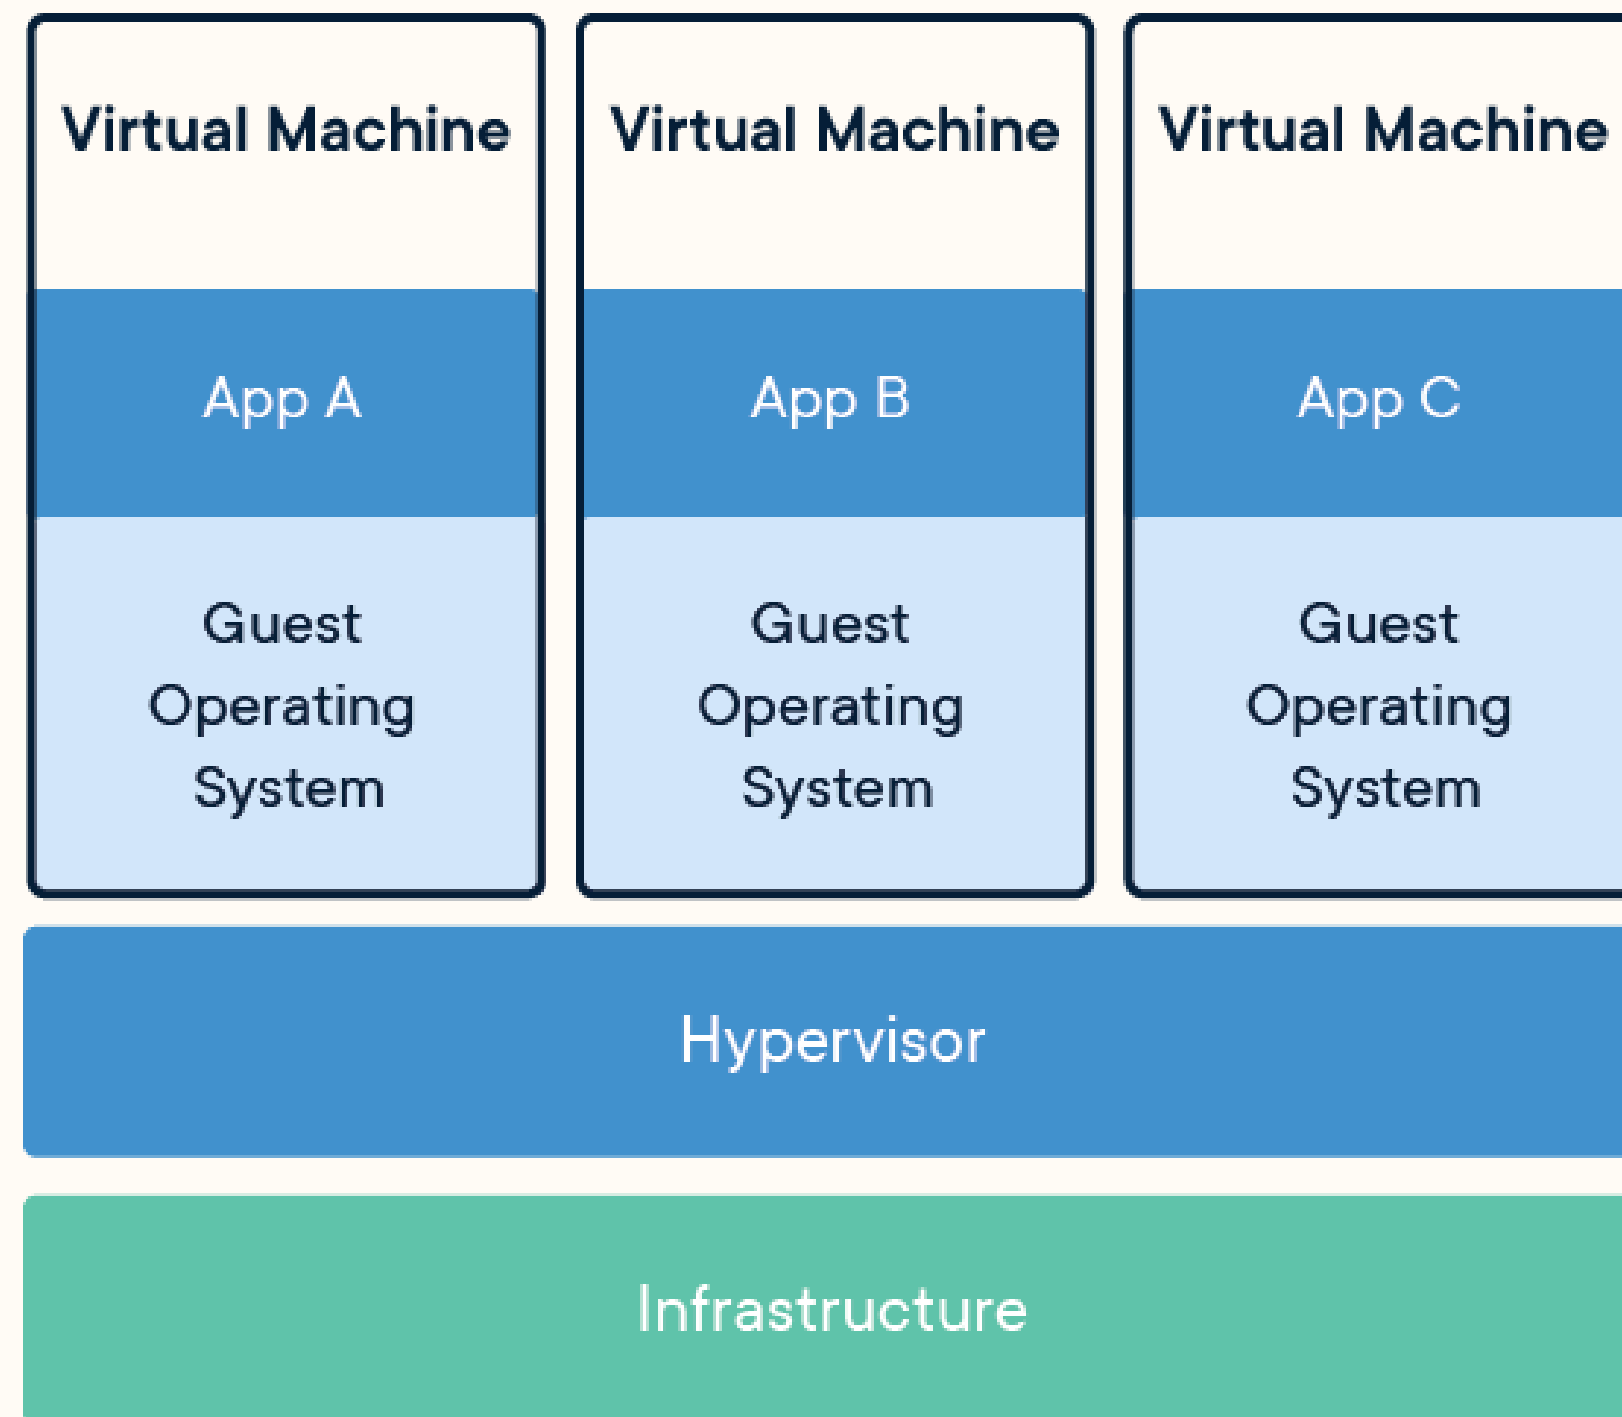 Virtual Machine
Virtual Machine
Virtual Machine
App A
App B
App C
Guest
Operating
System
Guest
Operating
System
Guest
Operating
System
Hypervisor
Infrastructure